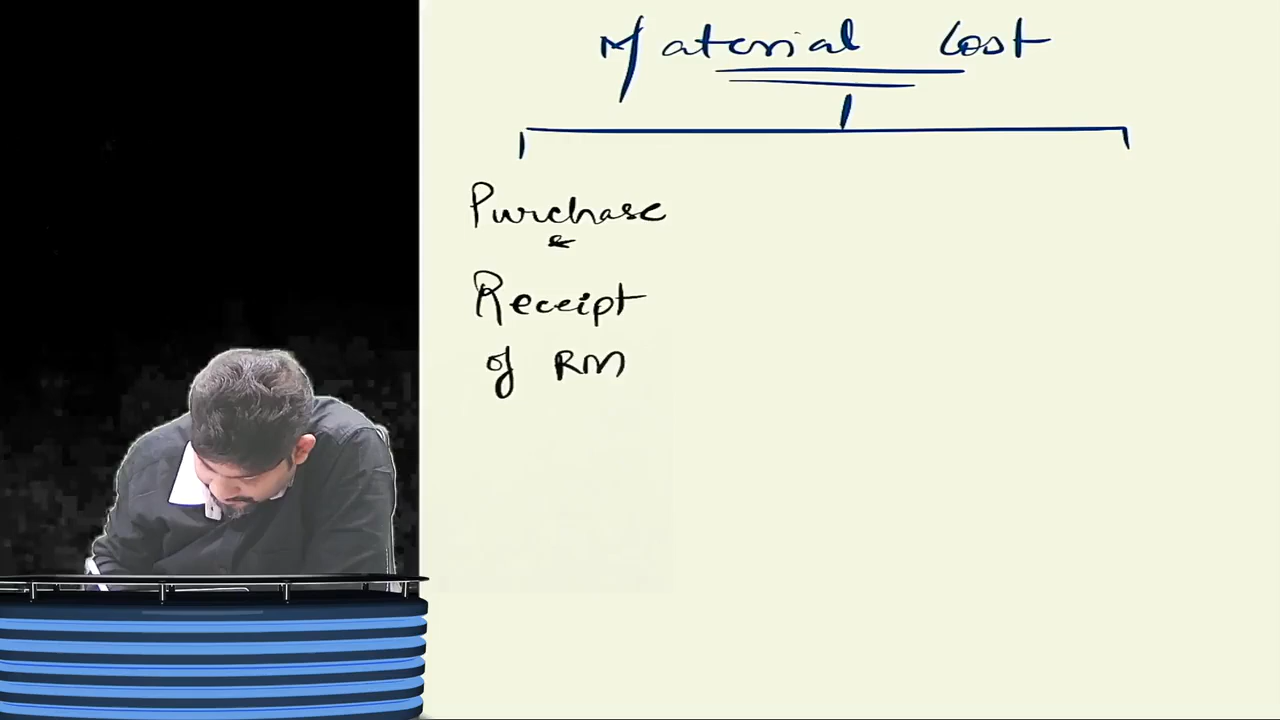 Material Cost
Purchase
&
Receipt
of RM